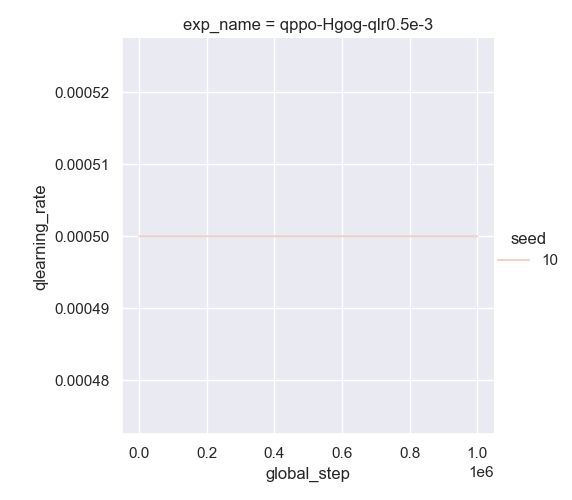 exp_name = qppo-Hgog-qlr0.5e-3
0.00052
0.00051
0.00050
0.00049
0.00048
qlearning_rate
seed
10
0.0 0.2 0.4 0.6 0.8 1.0
1e6
global_step